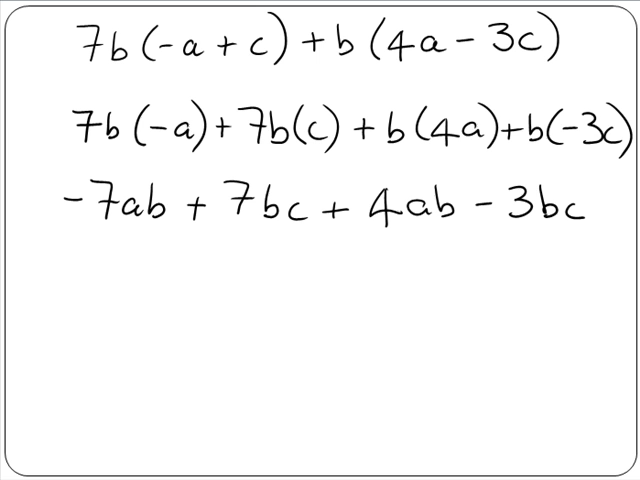 7b(-a + c) + b(4a - 3c)
7b(-a) + 7b(c) + b(4a) + b(-3c)
-7ab + 7bc + 4ab - 3bc